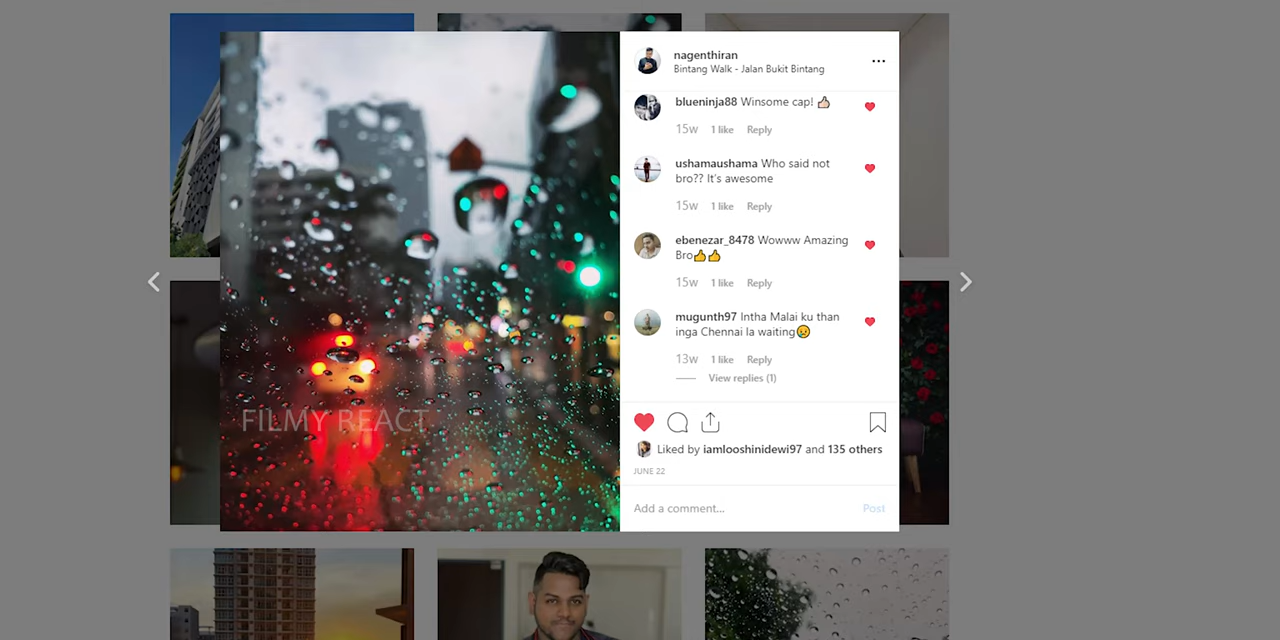 nagenthiran
Bintang Walk - Jalan Bukit Bintang
blueninja88 Winsome cap! 👍🏻
15w 1 like Reply
ushamaushama Who said not
bro?? It's awesome
15w 1 like Reply
ebenezar_8478 Wowww Amazing
Bro👍👍
15w 1 like Reply
mugunth97 Intha Malai ku than
inga Chennai la waiting😢
13w 1 like Reply
View replies (1)
Liked by iamlooshinidewi97 and 135 others
JUNE 22
Add a comment... Post
FILMY REACT